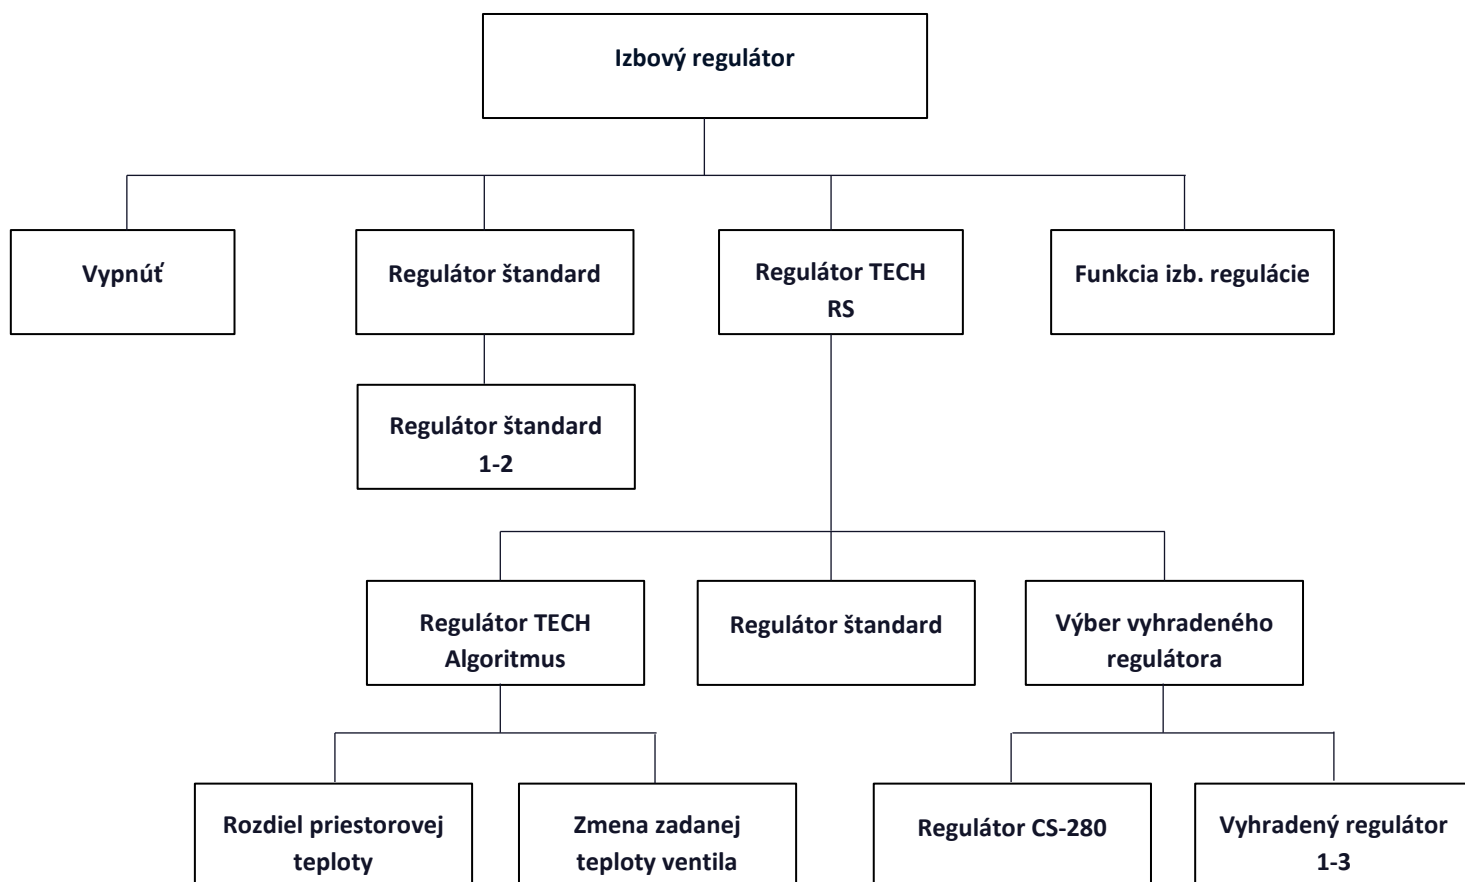 Izbový regulátor
Vypnúť
Regulátor štandard
Regulátor TECH
RS
Funkcia izb. regulácie
Regulátor štandard
1-2
Regulátor TECH
Algoritmus
Regulátor štandard
Výber vyhradeného
regulátora
Rozdiel priestorovej
teploty
Zmena zadanej
teploty ventila
Regulátor CS-280
Vyhradený regulátor
1-3